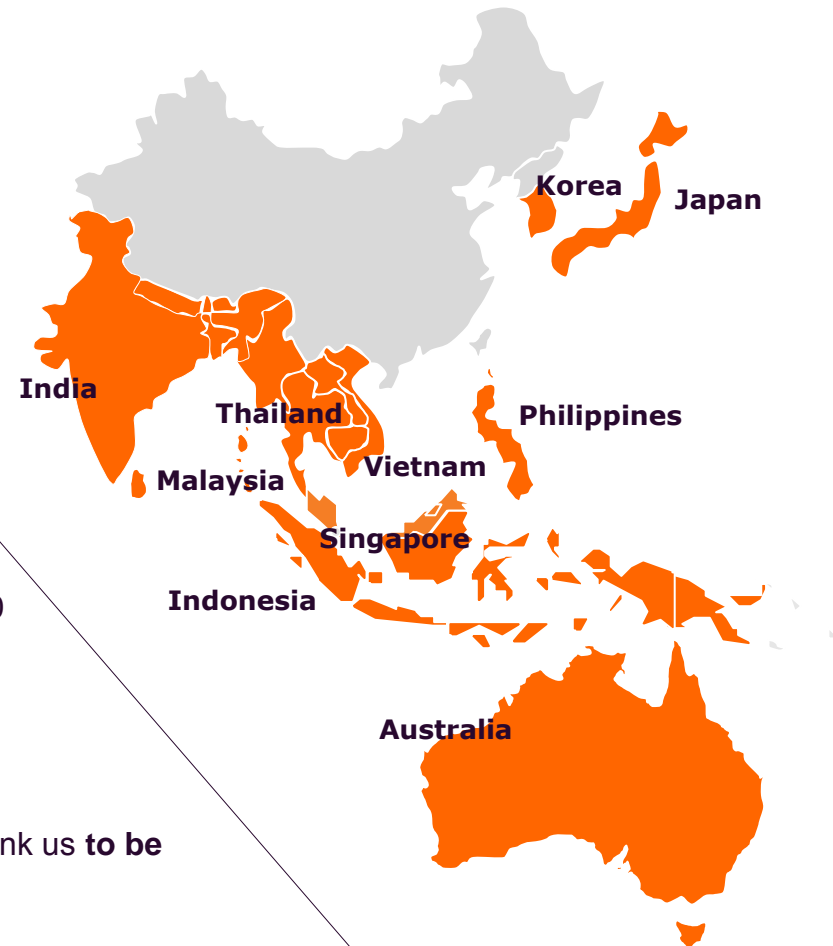 Korea
Japan
India
Thailand
Philippines
Vietnam
Malaysia
Singapore
Indonesia
)
Australia
nk us to be